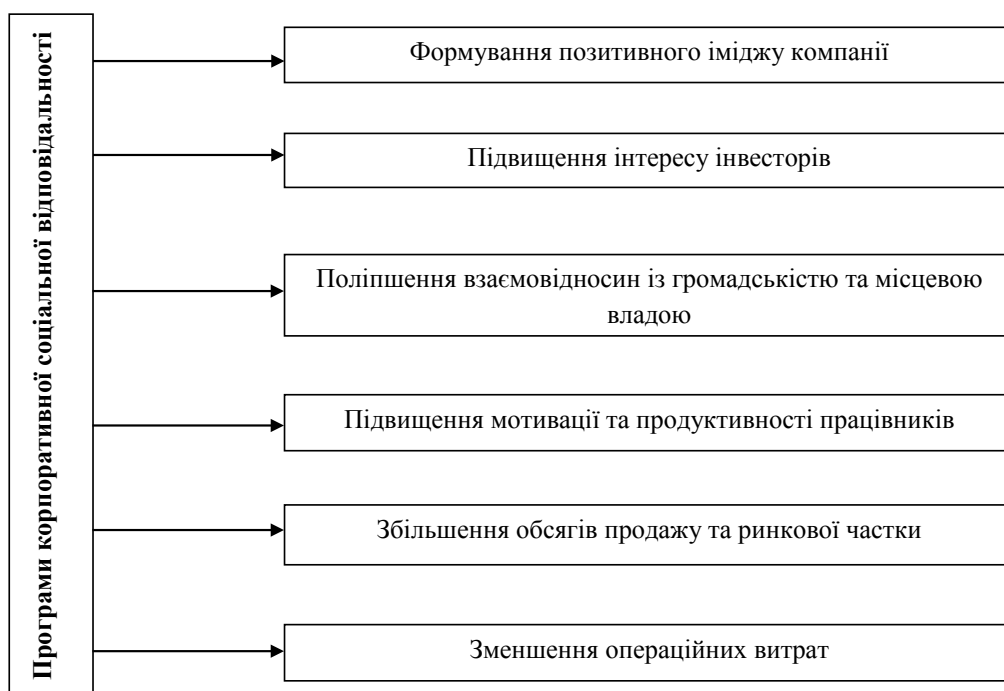 Програми корпоративної соціальної відповідальності
Формування позитивного іміджу компанії
Підвищення інтересу інвесторів
Поліпшення взаємовідносин із громадськістю та місцевою
владою
Підвищення мотивації та продуктивності працівників
Збільшення обсягів продажу та ринкової частки
Зменшення операційних витрат